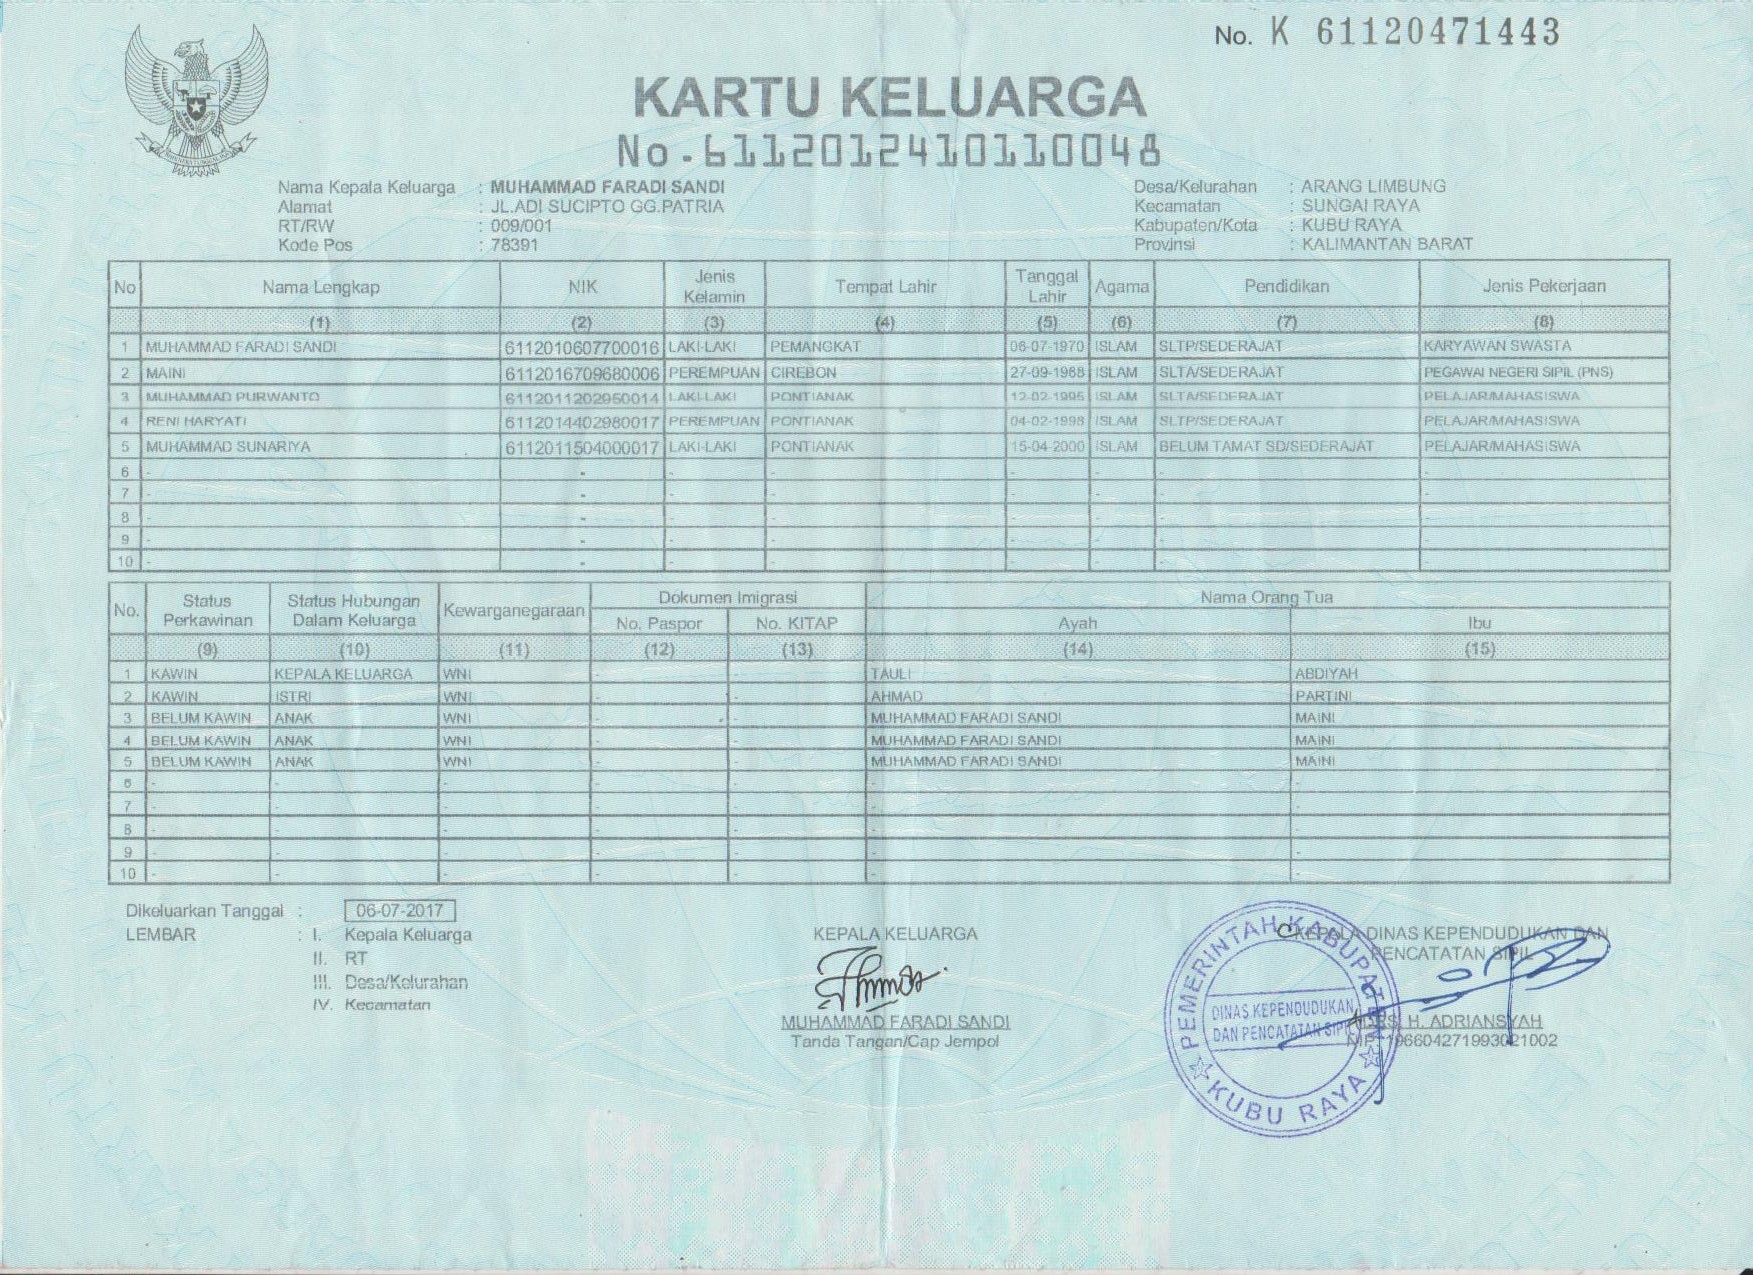 No. K 61120471443
KARTU KELUARGA
No. 6112012410110048
Nama Kepala Keluarga : MUHAMMAD FARADI SANDI
Alamat : JL.ADI SUCIPTO GG.PATRIA
RT/RW : 009/001
Kode Pos : 78391
Desa/Kelurahan : ARANG LIMBUNG
Kecamatan : SUNGAI RAYA
Kabupaten/Kota : KUBU RAYA
Provinsi : KALIMANTAN BARAT
No Nama Lengkap NIK Jenis Kelamin Tempat Lahir Tanggal Lahir Agama Pendidikan Jenis Pekerjaan
(1) (2) (3) (4) (5) (6) (7) (8)
1 MUHAMMAD FARADI SANDI 6112010607700016 LAKI-LAKI PEMANGKAT 06-07-1970 ISLAM SLTP/SEDERAJAT KARYAWAN SWASTA
2 MAINI 6112016709680006 PEREMPUAN CIREBON 27-09-1968 ISLAM SLTA/SEDERAJAT PEGAWAI NEGERI SIPIL (PNS)
3 MUHAMMAD PURWANTO 6112011202950014 LAKI-LAKI PONTIANAK 12-02-1995 ISLAM SLTA/SEDERAJAT PELAJAR/MAHASISWA
4 RENI HARYATI 6112014402980017 PEREMPUAN PONTIANAK 04-02-1998 ISLAM SLTP/SEDERAJAT PELAJAR/MAHASISWA
5 MUHAMMAD SUNARIYA 6112011504000017 LAKI-LAKI PONTIANAK 15-04-2000 ISLAM BELUM TAMAT SD/SEDERAJAT PELAJAR/MAHASISWA
6 - - - - - - - -
7 - - - - - - - -
8 - - - - - - - -
9 - - - - - - - -
10 - - - - - - - -
No. Status Perkawinan Status Hubungan Dalam Keluarga Kewarganegaraan Dokumen Imigrasi Nama Orang Tua
No. Paspor No. KITAP Ayah Ibu
(9) (10) (11) (12) (13) (14) (15)
1 KAWIN KEPALA KELUARGA WNI - - TAULI ABDIYAH
2 KAWIN ISTRI WNI - - AHMAD PARTINI
3 BELUM KAWIN ANAK WNI - - MUHAMMAD FARADI SANDI MAINI
4 BELUM KAWIN ANAK WNI - - MUHAMMAD FARADI SANDI MAINI
5 BELUM KAWIN ANAK WNI - - MUHAMMAD FARADI SANDI MAINI
6 - - - - - - -
7 - - - - - - -
8 - - - - - - -
9 - - - - - - -
10 - - - - - - -
Dikeluarkan Tanggal : 06-07-2017
LEMBAR : I. Kepala Keluarga
II. RT
III. Desa/Kelurahan
IV. Kecamatan
KEPALA KELUARGA
MUHAMMAD FARADI SANDI
Tanda Tangan/Cap Jempol
KEPALA DINAS KEPENDUDUKAN DAN
PENCATATAN SIPIL
DRS. H. ADRIANSYAH
NIP. 196604271993021002
PEMERINTAH KABUPATEN
DINAS KEPENDUDUKAN
DAN PENCATATAN SIPIL
KUBU RAYA